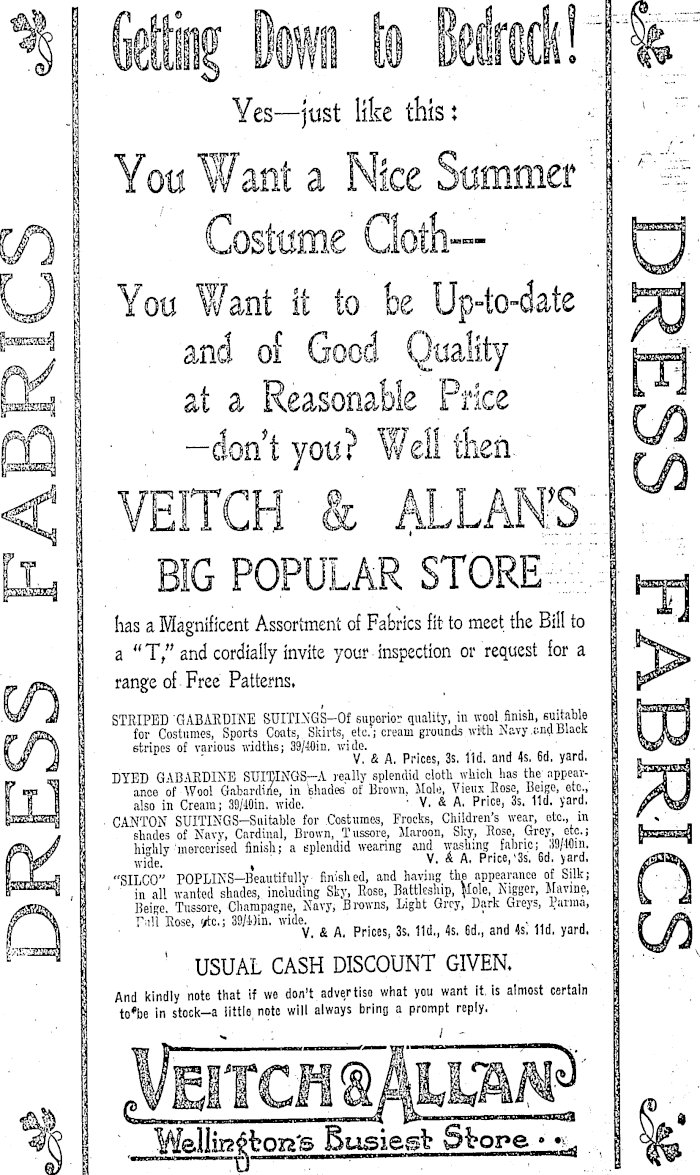 Getting Down to Bedrock!
Yes—just like this:
You Want a Nice Summer
Costume Cloth—
You Want it to be Up-to-date
and of Good Quality
at a Reasonable Price
—don't you? Well then
VEITCH & ALLAN'S
BIG POPULAR STORE
has a Magnificent Assortment of Fabrics fit to meet the Bill to
a "T," and cordially invite your inspection or request for a
range of Free Patterns.
STRIPED GABARDINE SUITINGS—Of superior quality, in wool finish, suitable
for Costumes, Sports Coats, Skirts, etc.; cream grounds with Navy and Black
stripes of various widths; 39/40in. wide.
V. & A. Prices, 3s. 11d. and 4s. 6d. yard.
DYED GABARDINE SUITINGS—A really splendid cloth which has the appear-
ance of Wool Gabardine, in shades of Brown, Mole, Vieux Rose, Beige, etc.,
also in Cream; 39/40in. wide. V. & A. Price, 3s. 11d. yard.
CANTON SUITINGS—Suitable for Costumes, Frocks, Children's wear, etc., in
shades of Navy, Cardinal, Brown, Tussore, Maroon, Sky, Rose, Grey, etc.;
highly mercerised finish; a splendid wearing and washing fabric; 39/40in.
wide. V. & A. Price, 3s. 6d. yard.
"SILCO" POPLINS—Beautifully finished, and having the appearance of Silk;
in all wanted shades, including Sky, Rose, Battleship, Mole, Nigger, Marine,
Beige, Tussore, Champagne, Navy, Browns, Light Grey, Dark Greys, Parma,
Rose, etc.; 39/40in. wide.
V. & A. Prices, 3s. 11d., 4s. 6d., and 4s. 11d. yard.
USUAL CASH DISCOUNT GIVEN.
And kindly note that if we don't advertise what you want it is almost certain
to be in stock—a little note will always bring a prompt reply.
VEITCH & ALLAN
Wellington's Busiest Store
DRESS FABRICS
DRESS FABRICS